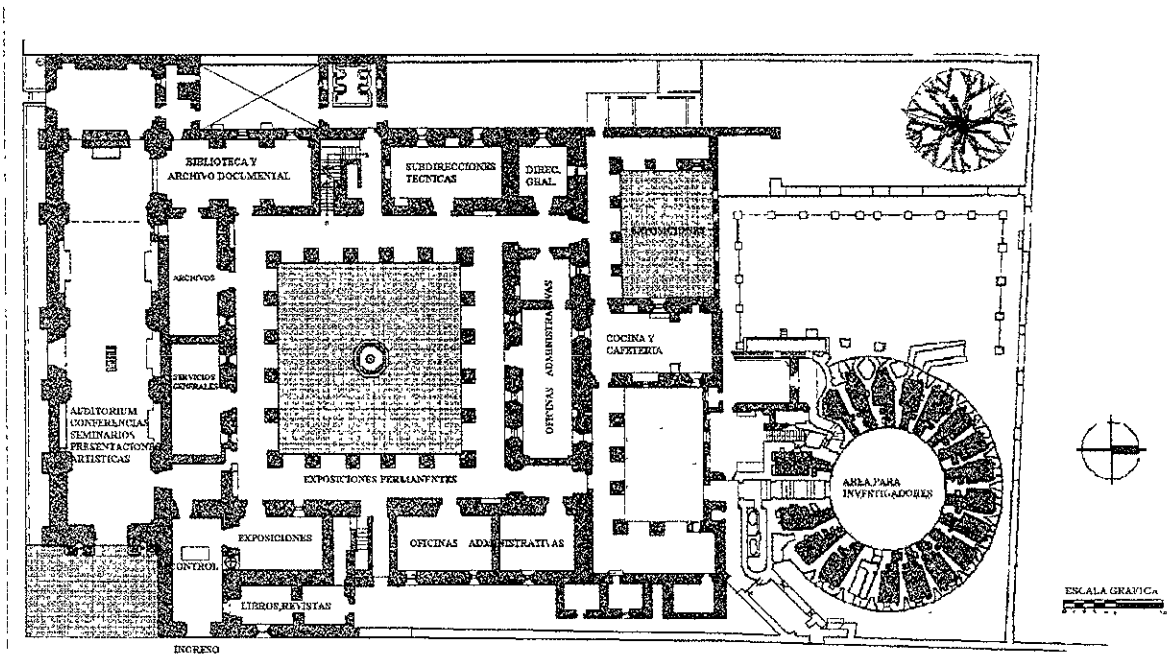 BIBLIOTECA Y
ARCHIVO DOCUMENTAL
SUBDIRECCIONES
TECNICAS
DIREC.
GRAL.
EXPOSICIONES
ARCHIVOS
OFICINAS ADMINISTRATIVAS
COCINA Y
CAFETERIA
SERVICIOS
GENERALES
AUDITORIUM
CONFERENCIAS
SEMINARIOS
PRESENTACIONES
ARTISTICAS
EXPOSICIONES PERMANENTES
AREA PARA
INVESTIGADORES
EXPOSICIONES
OFICINAS ADMINISTRATIVAS
CONTROL
LIBROS, REVISTAS
ESCALA GRAFICA
INGRESO